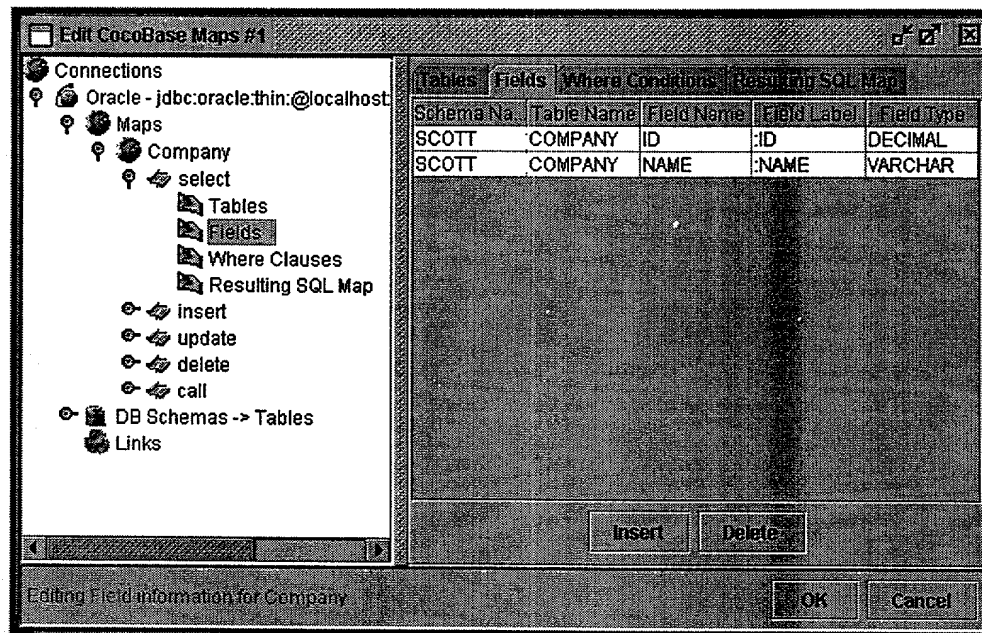 Edit CocoBase Maps #1
Connections
Oracle - jdbc:oracle:thin:@localhost:
Maps
Company
select
Tables
Fields
Where Clauses
Resulting SQL Map
insert
update
delete
call
DB Schemas -> Tables
Links
Tables Fields Where Conditions Resulting SQL Map
Schema Na... Table Name Field Name Field Label Field Type
SCOTT COMPANY ID :ID DECIMAL
SCOTT COMPANY NAME :NAME VARCHAR
Insert Delete
Editing Field information for Company
OK Cancel